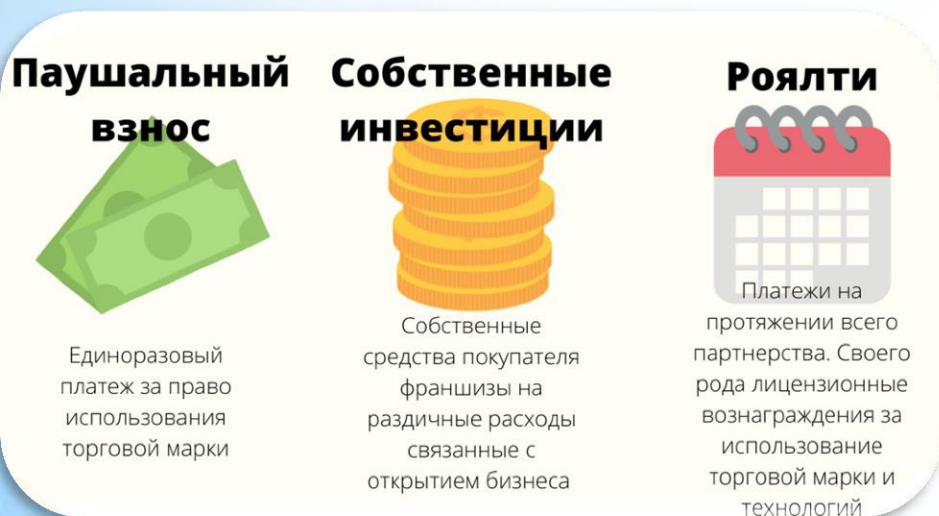 Паушальный
взнос
Единоразовый
платеж за право
использования
торговой марки
Собственные
инвестиции
Собственные
средства покупателя
франшизы на
раздичные расходы
связанные с
открытием бизнеса
Роялти
Платежи на
протяжении всего
партнерства. Своего
рода лицензионные
вознаграждения за
использование
торговой марки и
технологий